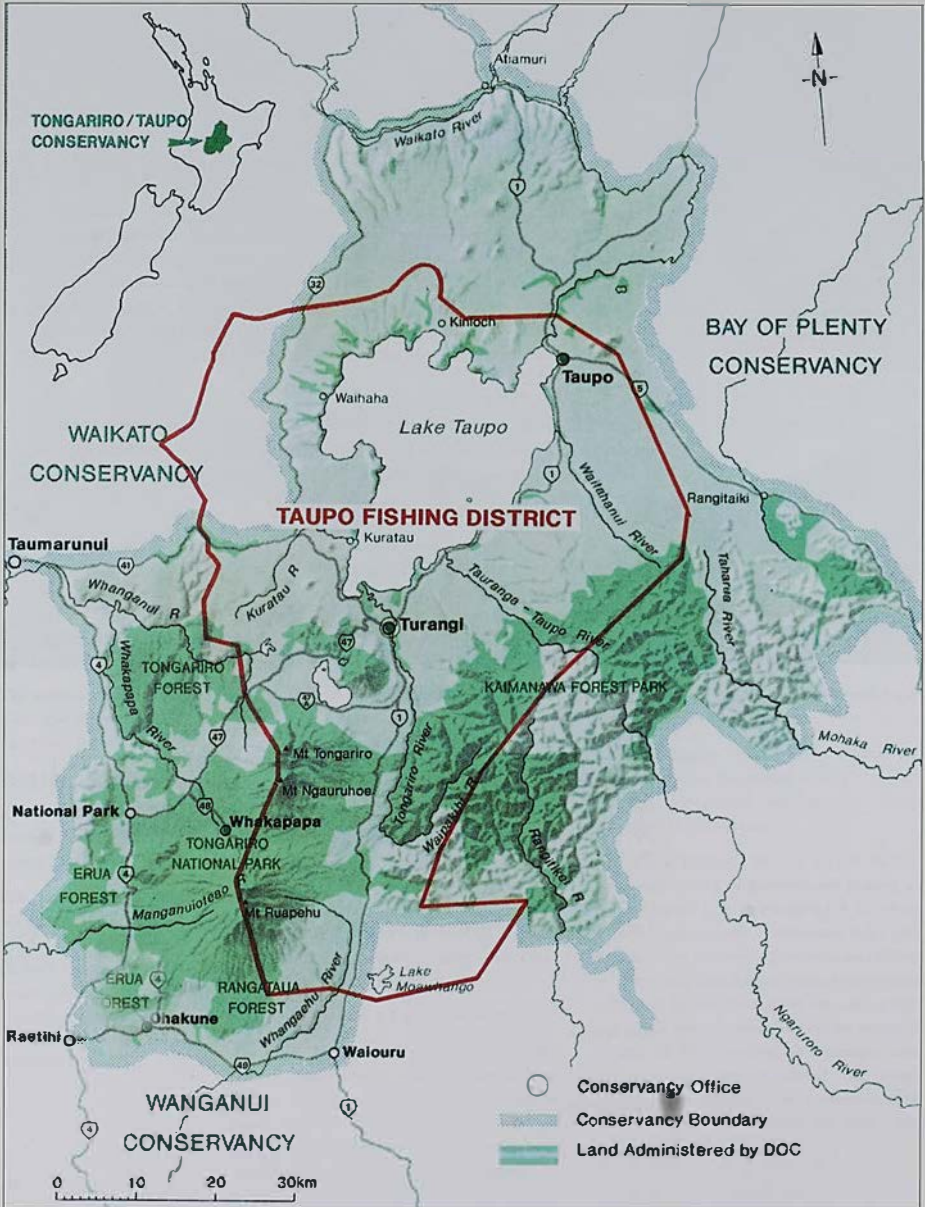 Atiamuri
-N-
TONGARIRO/TAUPO
CONSERVANCY
Waikato River
1
32
Kinloch
BAY OF PLENTY
CONSERVANCY
Taupo
5
Waihaha
Lake Taupo
WAIKATO
CONSERVANCY
1
Waitahanui River
Rangitaiki
TAUPO FISHING DISTRICT
Kuratau
Taumarunui
41
Whanganui R
Kuratau R
Tauranga - Taupo River
Taharua River
Turangi
47
4
Whakapapa River
TONGARIRO
FOREST
KAIMANAWA FOREST PARK
47
1
47
Mt Tongariro
Mohaka River
Mt Ngauruhoe
Tongariro River
Waipakihi R
National Park
48
Whakapapa
TONGARIRO
NATIONAL PARK
Rangitikei R
ERUA
FOREST
4
Manganuioteao
Mt Ruapehu
Lake
Moawhango
ERUA
FOREST
4
RANGATAUA
FOREST
Whangaehu River
Ohakune
Raetihi
49
Waiouru
Ngaruroro River
WANGANUI
CONSERVANCY
4
1
Conservancy Office
Conservancy Boundary
Land Administered by DOC
0 10 20 30km